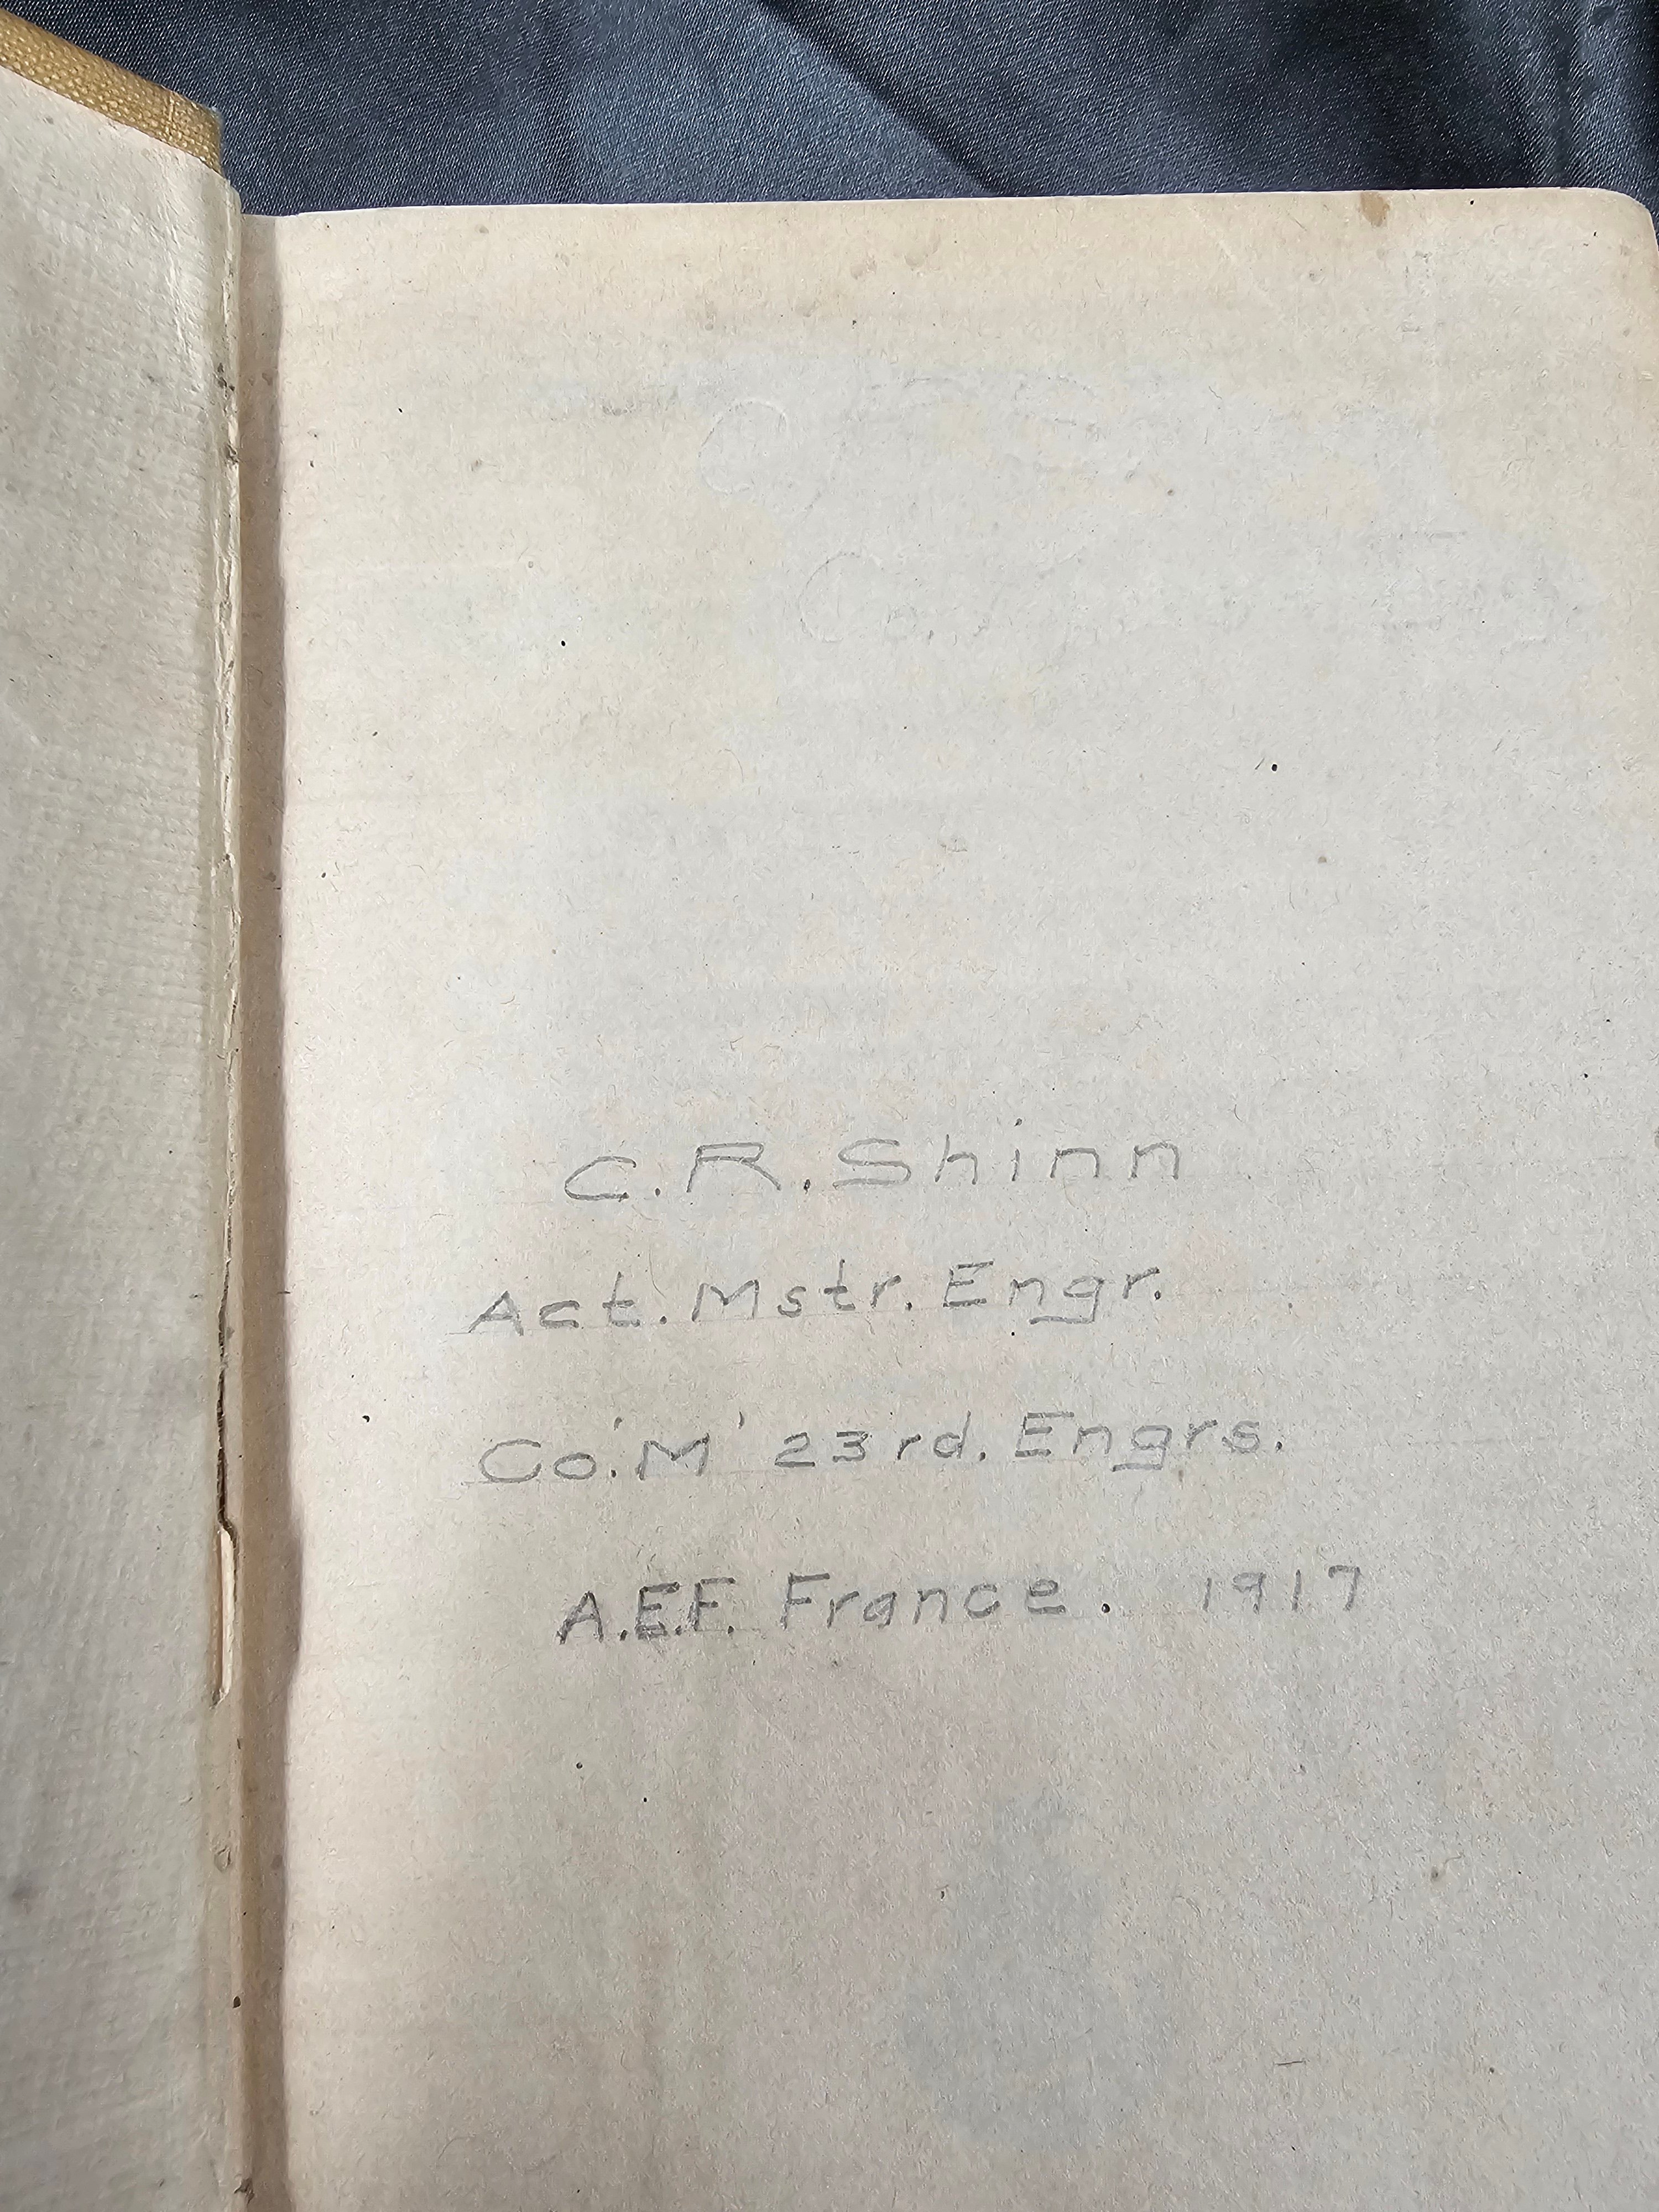 C.R. Shinn
Act. Mstr. Engr.
Co. 'M' 23rd. Engrs.
A.E.F. France. 1917